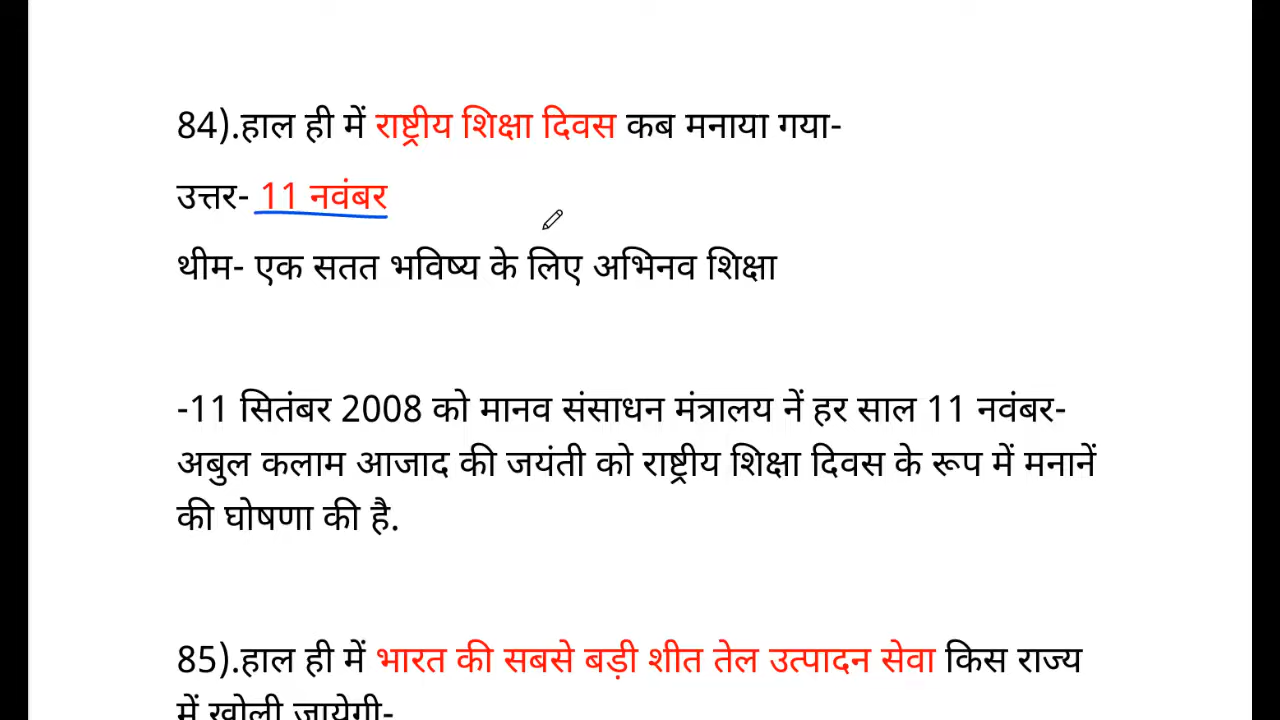 84).हाल ही में राष्ट्रीय शिक्षा दिवस कब मनाया गया-
उत्तर- 11 नवंबर
थीम- एक सतत भविष्य के लिए अभिनव शिक्षा
-11 सितंबर 2008 को मानव संसाधन मंत्रालय नें हर साल 11 नवंबर-
अबुल कलाम आजाद की जयंती को राष्ट्रीय शिक्षा दिवस के रूप में मनानें
की घोषणा की है.
85).हाल ही में भारत की सबसे बड़ी शीत तेल उत्पादन सेवा किस राज्य
में खोली जायेगी-